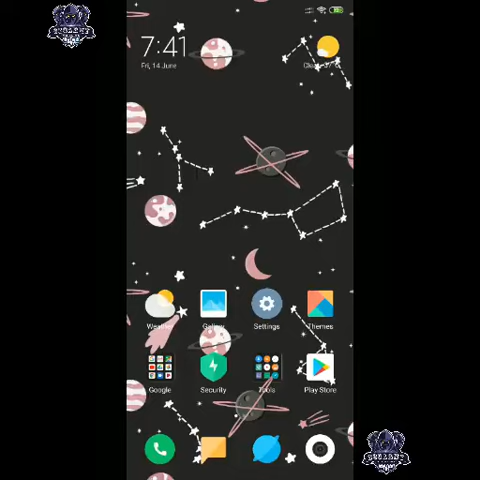 7:41
Fri, 14 June
Weather
Gallery
Settings
Themes
Google
Security
Tools
Play Store